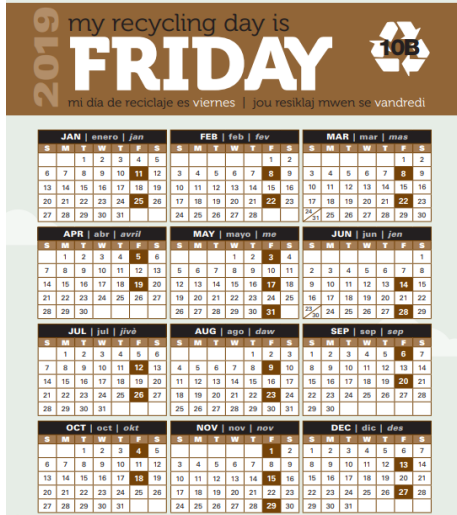 2019
my recycling day is
FRIDAY
10B
mi día de reciclaje es viernes | jou resiklaj mwen se vandredi
JAN | enero | jan
S M T W T F S
1 2 3 4 5
6 7 8 9 10 11 12
13 14 15 16 17 18 19
20 21 22 23 24 25 26
27 28 29 30 31
FEB | feb | fev
S M T W T F S
1 2
3 4 5 6 7 8 9
10 11 12 13 14 15 16
17 18 19 20 21 22 23
24 25 26 27 28
MAR | mar | mas
S M T W T F S
1 2
3 4 5 6 7 8 9
10 11 12 13 14 15 16
17 18 19 20 21 22 23
24/31 25 26 27 28 29 30
APR | abr | avril
S M T W T F S
1 2 3 4 5 6
7 8 9 10 11 12 13
14 15 16 17 18 19 20
21 22 23 24 25 26 27
28 29 30
MAY | mayo | me
S M T W T F S
1 2 3 4
5 6 7 8 9 10 11
12 13 14 15 16 17 18
19 20 21 22 23 24 25
26 27 28 29 30 31
JUN | jun | jen
S M T W T F S
1
2 3 4 5 6 7 8
9 10 11 12 13 14 15
16 17 18 19 20 21 22
23/30 24 25 26 27 28 29
JUL | jul | jivè
S M T W T F S
1 2 3 4 5 6
7 8 9 10 11 12 13
14 15 16 17 18 19 20
21 22 23 24 25 26 27
28 29 30 31
AUG | ago | daw
S M T W T F S
1 2 3
4 5 6 7 8 9 10
11 12 13 14 15 16 17
18 19 20 21 22 23 24
25 26 27 28 29 30 31
SEP | sep | sep
S M T W T F S
1 2 3 4 5 6 7
8 9 10 11 12 13 14
15 16 17 18 19 20 21
22 23 24 25 26 27 28
29 30
OCT | oct | okt
S M T W T F S
1 2 3 4 5
6 7 8 9 10 11 12
13 14 15 16 17 18 19
20 21 22 23 24 25 26
27 28 29 30 31
NOV | nov | nov
S M T W T F S
1 2
3 4 5 6 7 8 9
10 11 12 13 14 15 16
17 18 19 20 21 22 23
24 25 26 27 28 29 30
DEC | dic | des
S M T W T F S
1 2 3 4 5 6 7
8 9 10 11 12 13 14
15 16 17 18 19 20 21
22 23 24 25 26 27 28
29 30 31